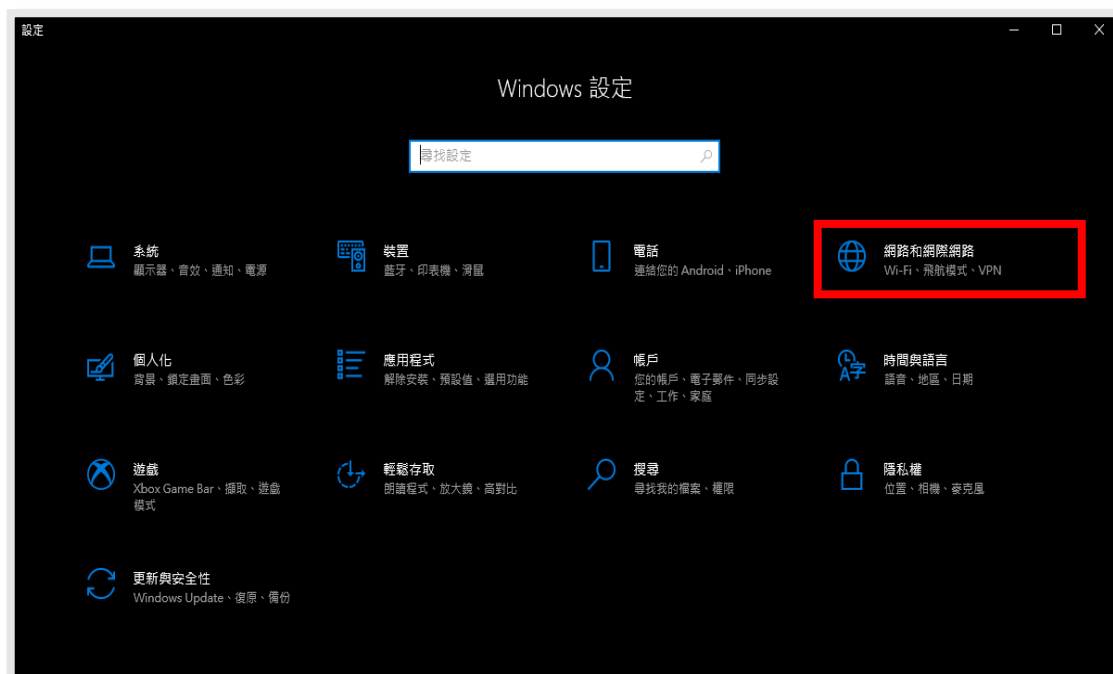 設定
Windows 設定
尋找設定
系統
顯示器、音效、通知、電源
裝置
藍牙、印表機、滑鼠
電話
連結您的 Android、iPhone
網路和網際網路
Wi-Fi、飛航模式、VPN
個人化
背景、鎖定畫面、色彩
應用程式
解除安裝、預設值、選用功能
帳戶
您的帳戶、電子郵件、同步設
定、工作、家庭
時間與語言
語音、地區、日期
遊戲
Xbox Game Bar、擷取、遊戲
模式
輕鬆存取
朗讀程式、放大鏡、高對比
搜尋
尋找我的檔案、權限
隱私權
位置、相機、麥克風
更新與安全性
Windows Update、復原、備份